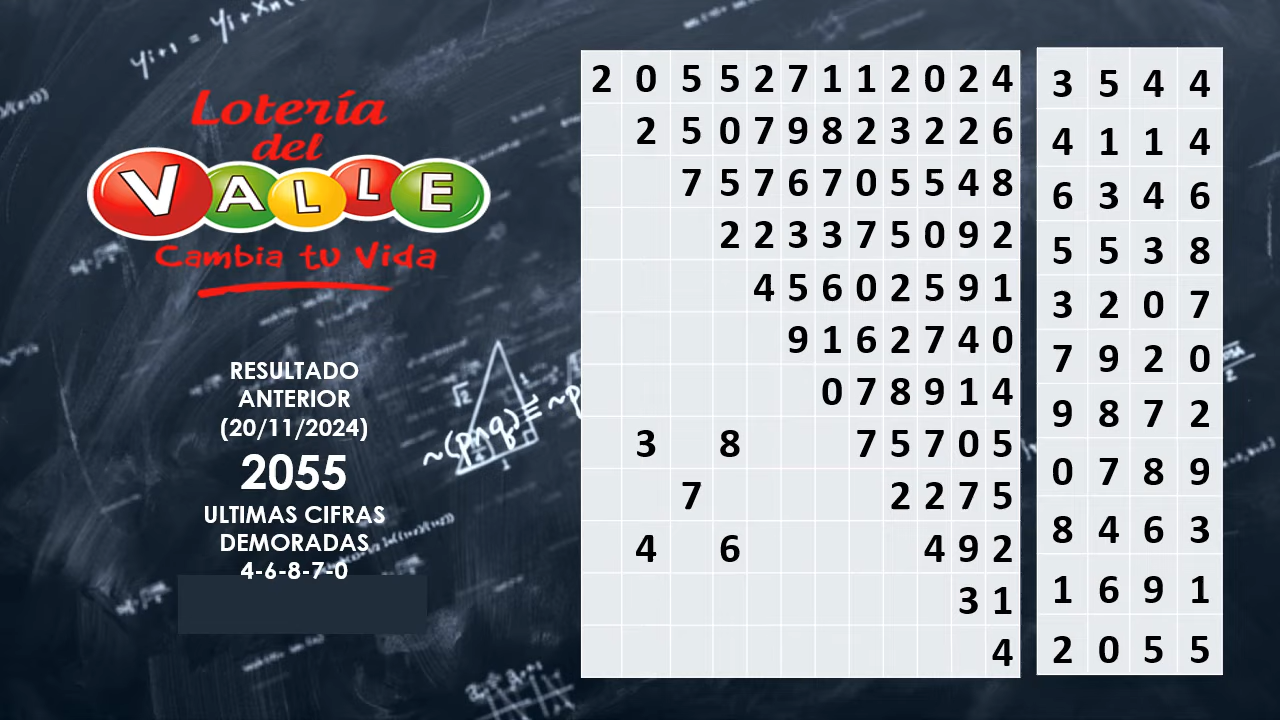 yi+1 = yi + xn
Lotería
del
VALLE
Cambia tu Vida
RESULTADO
ANTERIOR
(20/11/2024)
2055
ULTIMAS CIFRAS
DEMORADAS
4-6-8-7-0
2 0 5 5 2 7 1 1 2 0 2 4
2 5 0 7 9 8 2 3 2 2 6
7 5 7 6 7 0 5 5 4 8
2 2 3 3 7 5 0 9 2
4 5 6 0 2 5 9 1
9 1 6 2 7 4 0
0 7 8 9 1 4
3 8 7 5 7 0 5
7 2 2 7 5
4 6 4 9 2
3 1
4
3 5 4 4
4 1 1 4
6 3 4 6
5 5 3 8
3 2 0 7
7 9 2 0
9 8 7 2
0 7 8 9
8 4 6 3
1 6 9 1
2 0 5 5